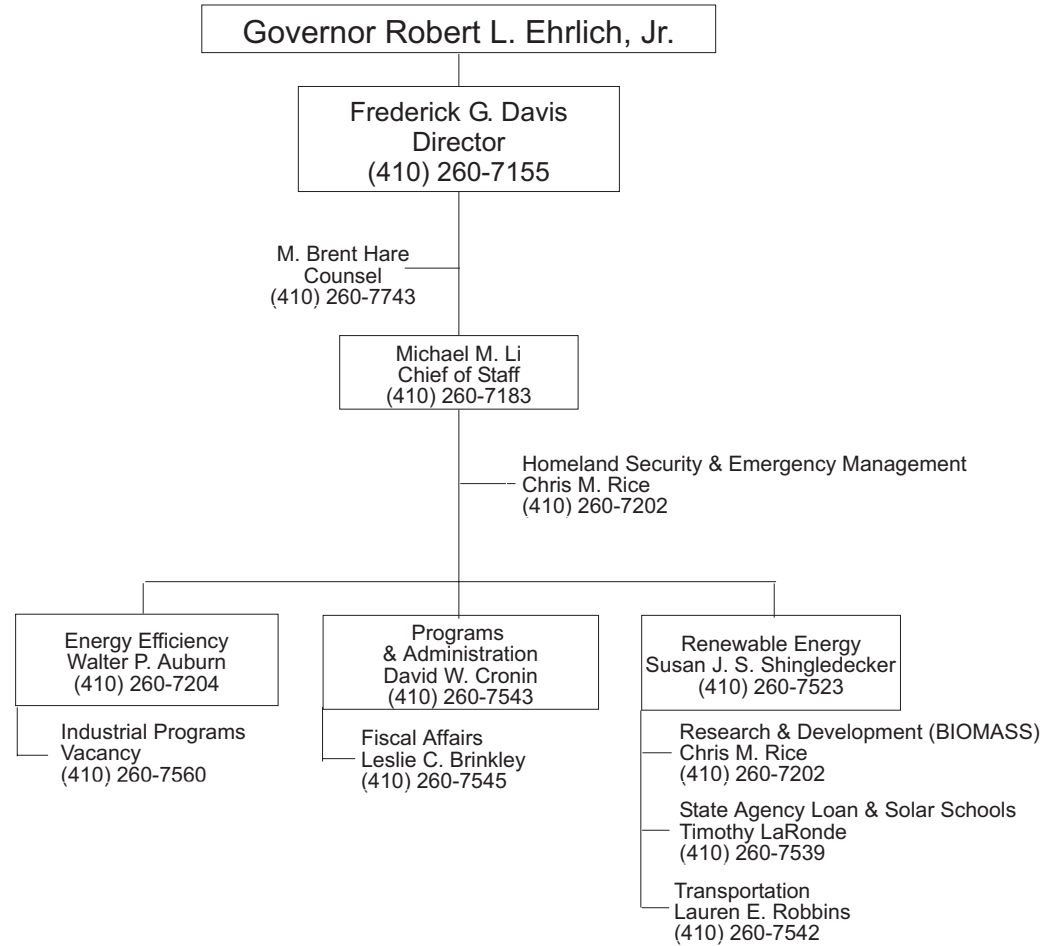 Governor Robert L. Ehrlich, Jr.
Frederick G. Davis
Director
(410) 260-7155
M. Brent Hare
Counsel
(410) 260-7743
Michael M. Li
Chief of Staff
(410) 260-7183
Homeland Security & Emergency Management
Chris M. Rice
(410) 260-7202
Energy Efficiency
Walter P. Auburn
(410) 260-7204
Industrial Programs
Vacancy
(410) 260-7560
Programs
& Administration
David W. Cronin
(410) 260-7543
Fiscal Affairs
Leslie C. Brinkley
(410) 260-7545
Renewable Energy
Susan J. S. Shingledecker
(410) 260-7523
Research & Development (BIOMASS)
Chris M. Rice
(410) 260-7202
State Agency Loan & Solar Schools
Timothy LaRonde
(410) 260-7539
Transportation
Lauren E. Robbins
(410) 260-7542